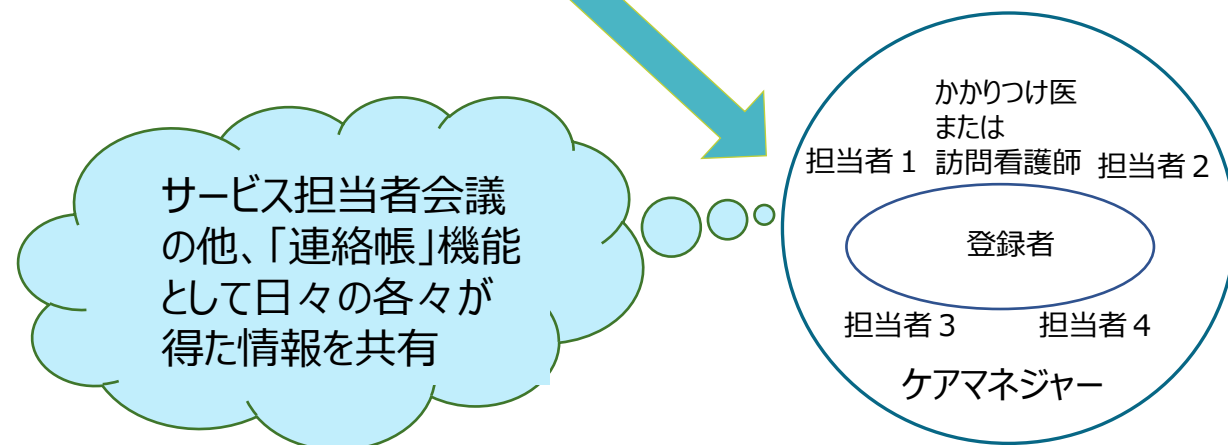 サービス担当者会議
の他、「連絡帳」機能
として日々の各々が
得た情報を共有
かかりつけ医
または
担当者１ 訪問看護師 担当者２
登録者
担当者３ 担当者４
ケアマネジャー